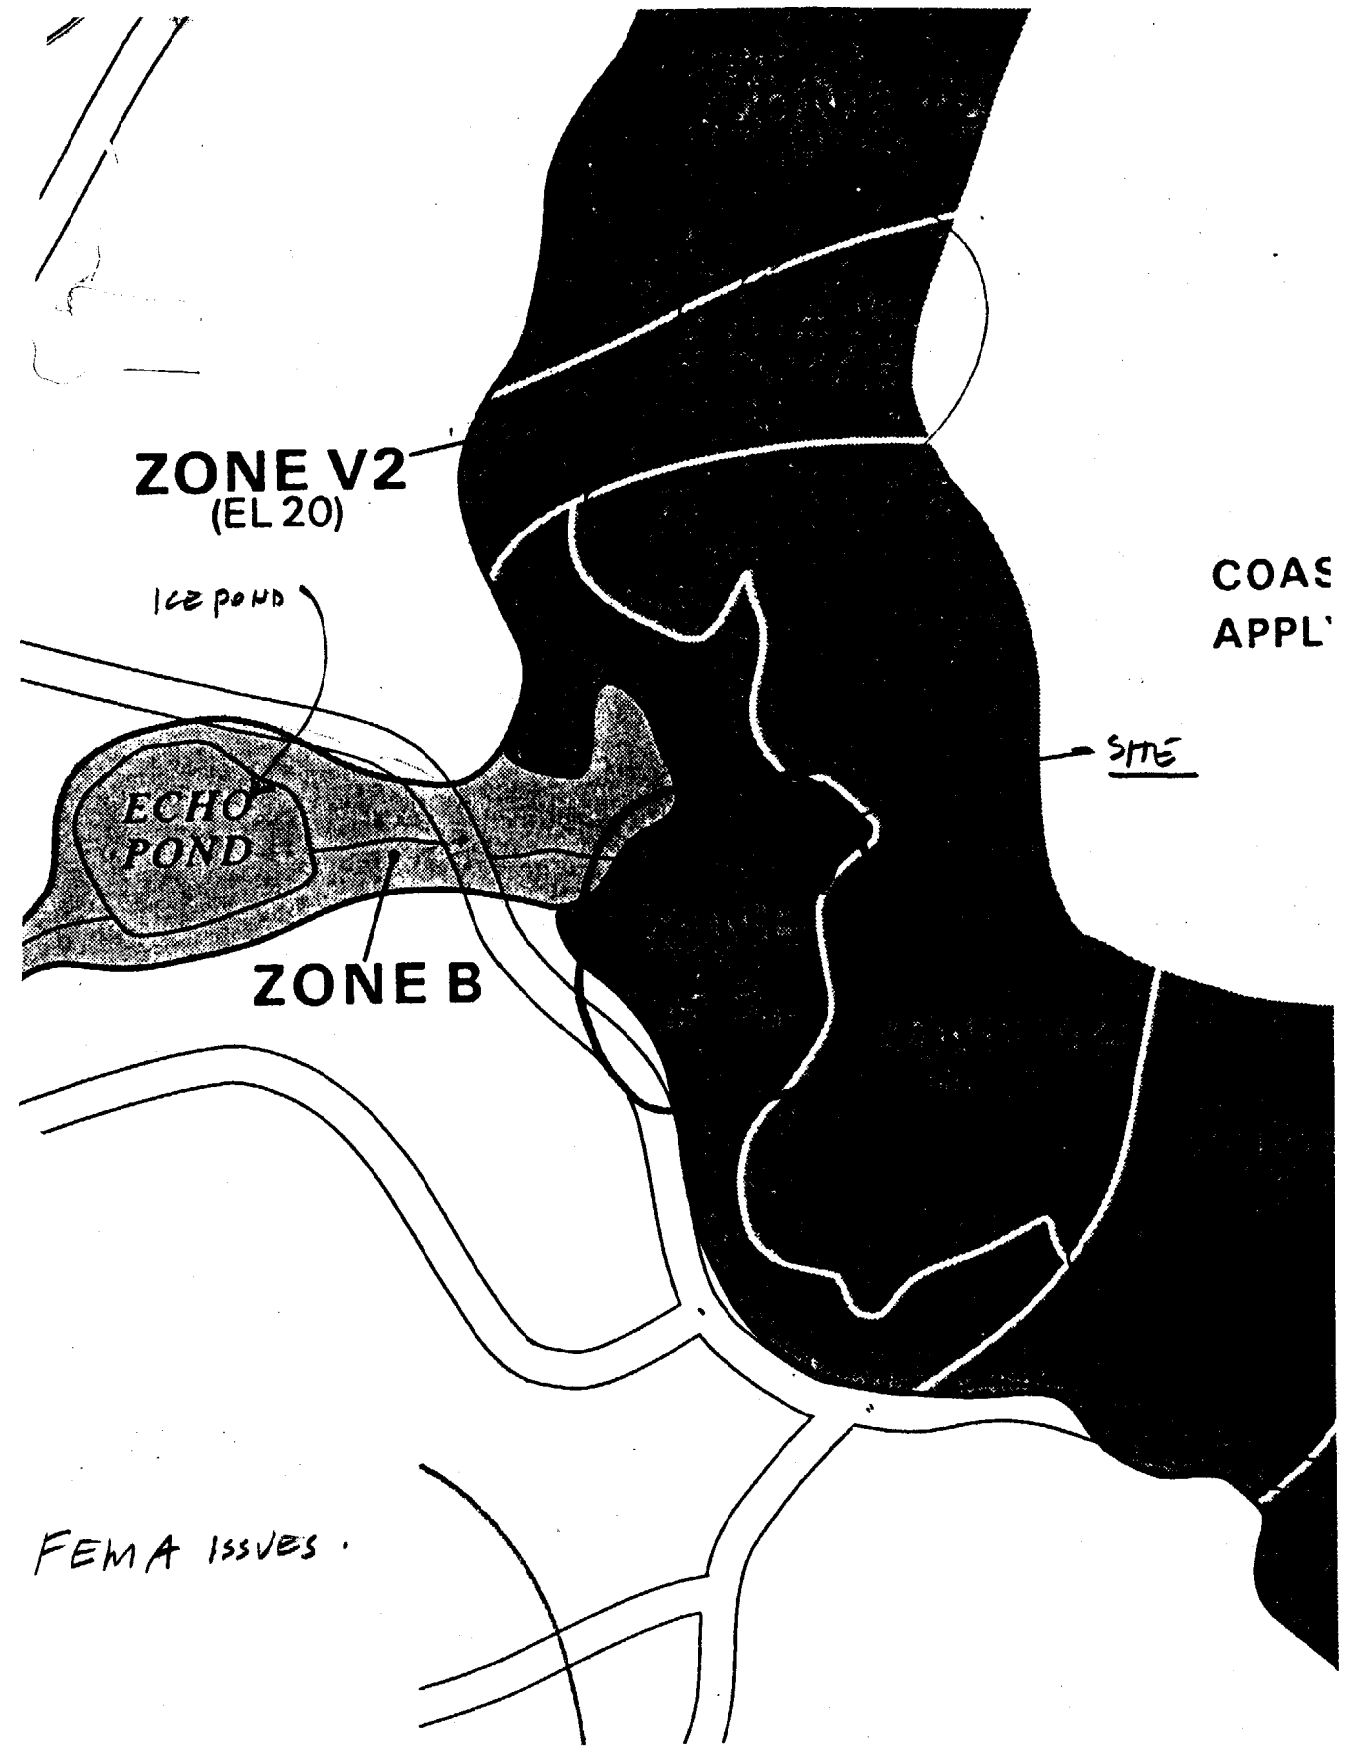 ZONE V2
(EL 20)
ICE POND
COAS
APPL
SITE
ECHO
POND
ZONE B
FEMA ISSUES.